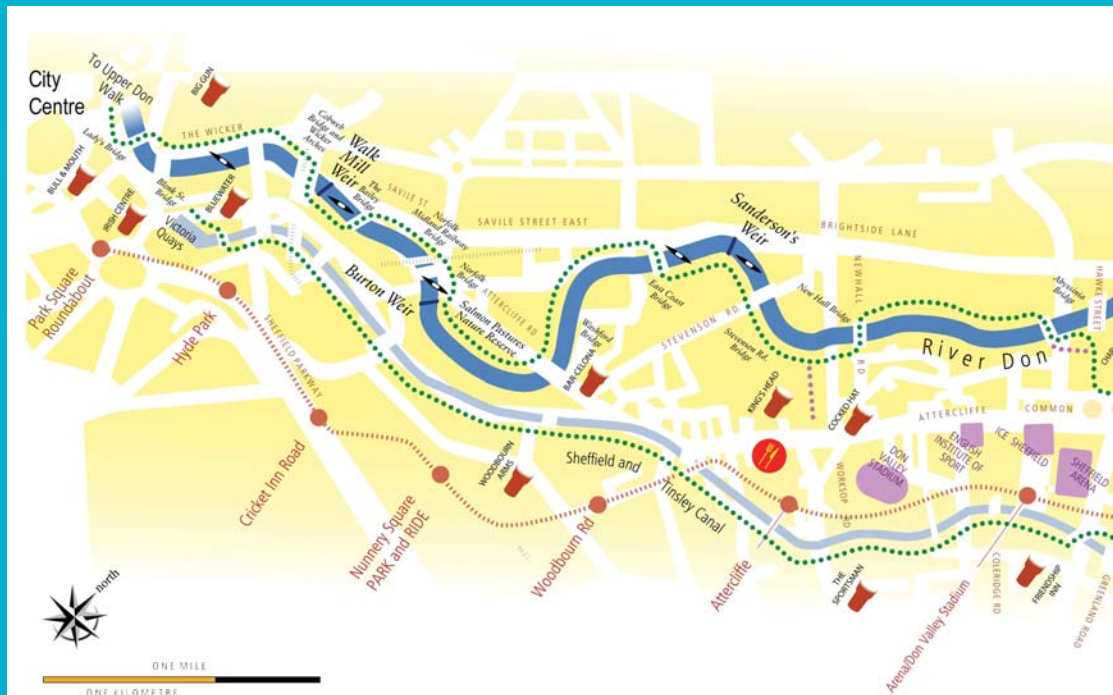 City
Centre
To Upper Don
Walk
BIG GUN
Lady's Bridge
THE WICKER
Cobweb
Bridge and
Wicker
Arches
Walk
Mill
Weir
The
Bailey
Bridge
SAVILE ST
Norfolk
Midland Railway
Bridge
SAVILE STREET EAST
Sanderson's
Weir
BRIGHTSIDE LANE
BULL & MOUTH
IRISH CENTRE
Blonk St.
Bridge
BLUEWATER
Victoria
Quays
Park Square
Roundabout
Hyde Park
SHEFFIELD PARKWAY
Burton Weir
Norfolk
Bridge
ATTERCLIFFE RD
Salmon Pastures
Nature Reserve
Washford
Bridge
BAR-CELONA
East Coast
Bridge
STEVENSON RD
Stevenson Rd.
Bridge
New Hall Bridge
NEWHALL
RD
River Don
Abyssinia
Bridge
HAWKE STREET
CHAR
KING'S HEAD
COCKED HAT
ATTERCLIFFE COMMON
DON
VALLEY
STADIUM
ENGLISH
INSTITUTE OF
SPORT
ICE SHEFFIELD
SHEFFIELD
ARENA
Cricket Inn Road
Nunnery Square
PARK and RIDE
WOODBOURN
ARMS
Sheffield and
Tinsley Canal
Woodbourn Rd
Attercliffe
WORKSOP RD
THE
SPORTSMAN
Arena/Don Valley Stadium
COLERIDGE RD
FRIENDSHIP
INN
GREENLAND ROAD
north
ONE MILE
ONE KILOMETRE